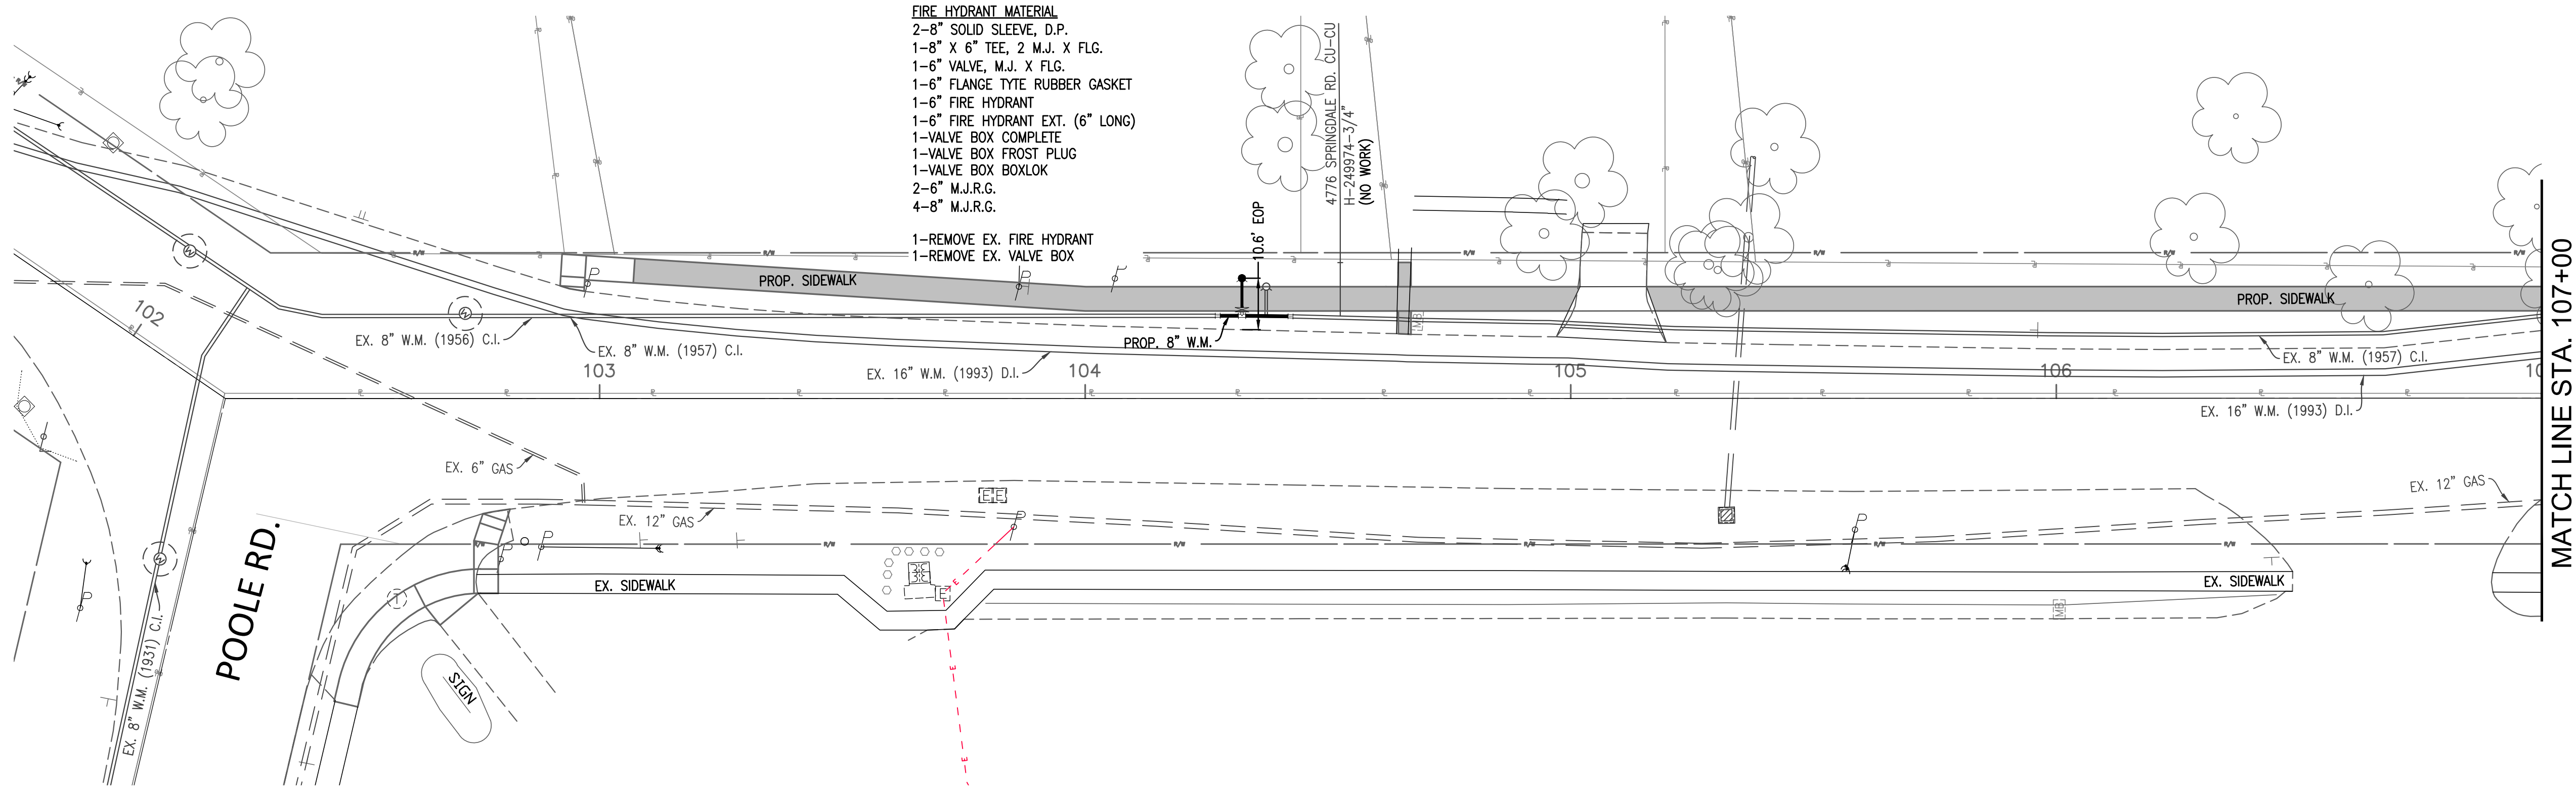 FIRE HYDRANT MATERIAL
2-8" SOLID SLEEVE, D.P.
1-8" X 6" TEE, 2 M.J. X FLG.
1-6" VALVE, M.J. X FLG.
1-6" FLANGE TYTE RUBBER GASKET
1-6" FIRE HYDRANT
1-6" FIRE HYDRANT EXT. (6" LONG)
1-VALVE BOX COMPLETE
1-VALVE BOX FROST PLUG
1-VALVE BOX BOXLOK
2-6" M.J.R.G.
4-8" M.J.R.G.
1-REMOVE EX. FIRE HYDRANT
1-REMOVE EX. VALVE BOX
4776 SPRINGDALE RD. CU-CU
H-249974-3/4"
(NO WORK)
10.6' EOP
R/W
R/W
R/W
R/W
R/W
R/W
PROP. SIDEWALK
PROP. SIDEWALK
102
W
W
EX. 8" W.M. (1956) C.I.
EX. 8" W.M. (1957) C.I.
PROP. 8" W.M.
MB
EX. 8" W.M. (1957) C.I.
EX. 16" W.M. (1993) D.I.
103
104
105
106
10
EX. 16" W.M. (1993) D.I.
MATCH LINE STA. 107+00
EX. 6" GAS
EX. 12" GAS
E E
EX. 12" GAS
R/W
R/W
R/W
R/W
R/W
R/W
W
POOLE RD.
EX. 8" W.M. (1931) C.I.
T
EX. SIDEWALK
E
E
EX. SIDEWALK
MB
SIGN
E
E